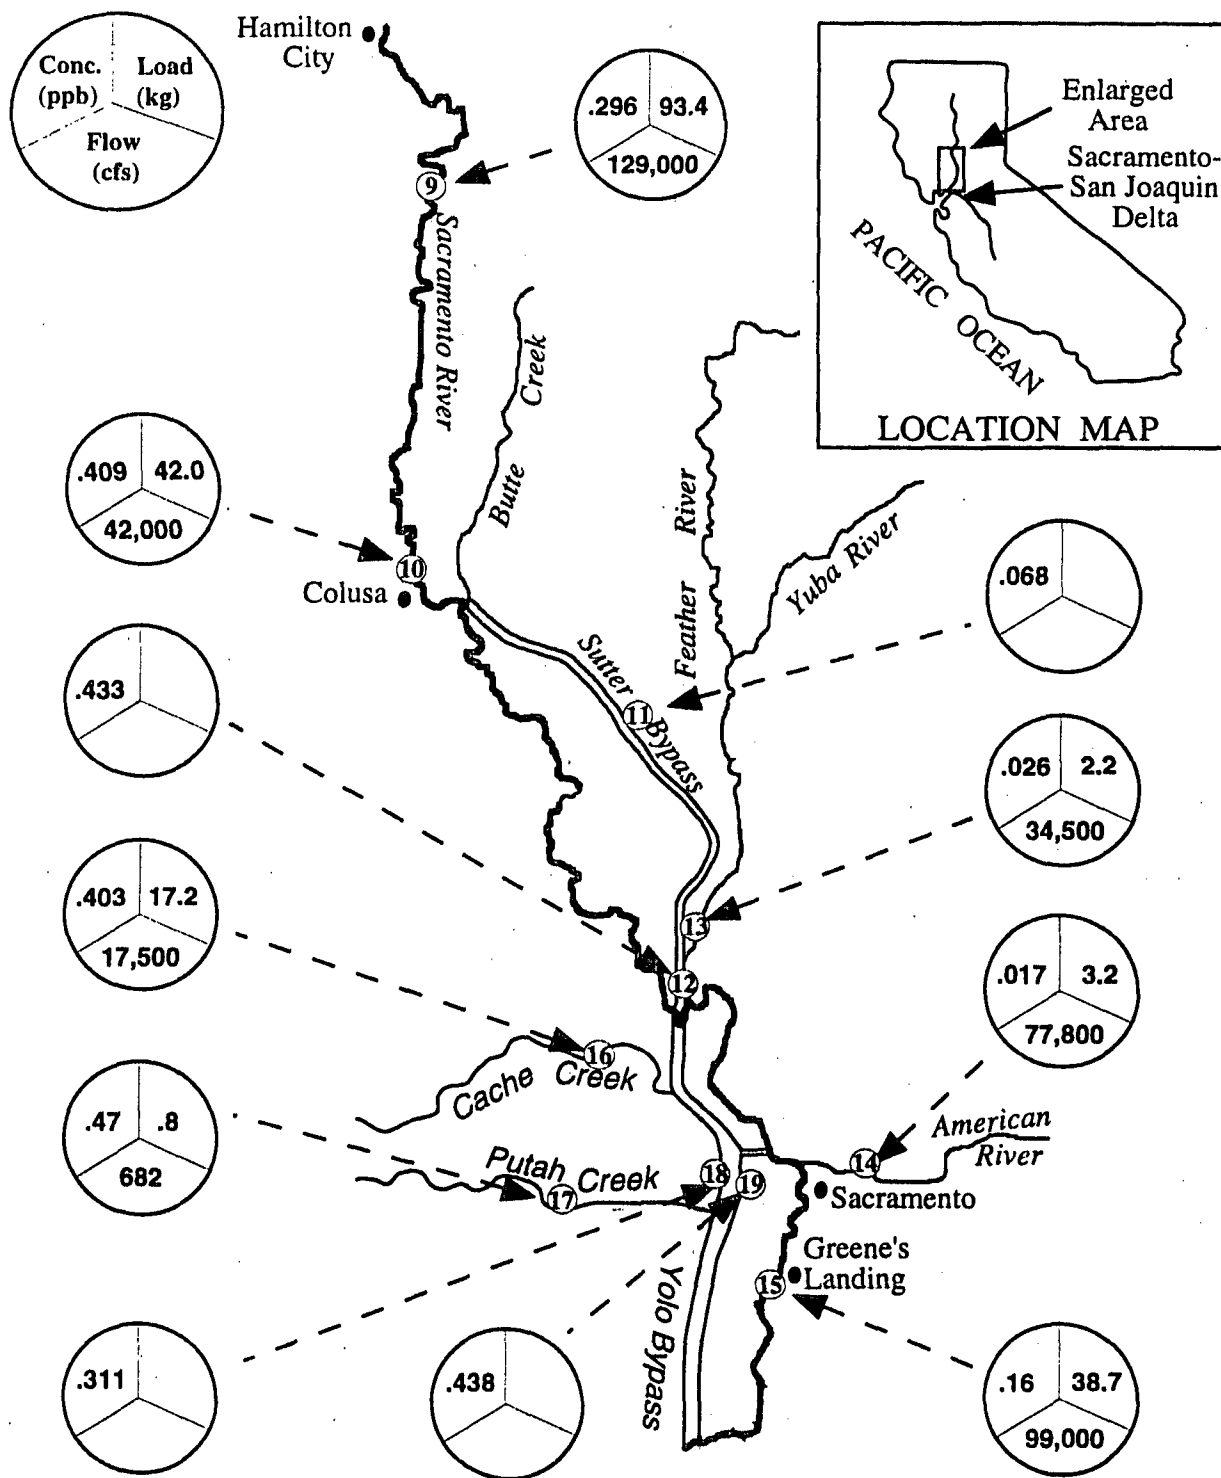 Conc.
(ppb)
Load
(kg)
Flow
(cfs)
Hamilton
City
.296
93.4
129,000
9
Sacramento River
Enlarged
Area
Sacramento-
San Joaquin
Delta
PACIFIC OCEAN
LOCATION MAP
Butte Creek
Feather River
Yuba River
.409
42.0
42,000
10
Colusa
.068
Sutter Bypass
11
.433
.026
2.2
34,500
13
12
.403
17.2
17,500
.017
3.2
77,800
16
Cache Creek
.47
.8
682
American
River
14
Putah Creek
17
18
19
Sacramento
Greene's
Landing
15
Yolo Bypass
.311
.438
.16
38.7
99,000